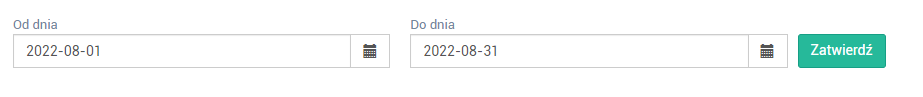 Od dnia Do dnia
2022-08-01 2022-08-31 Zatwierdź